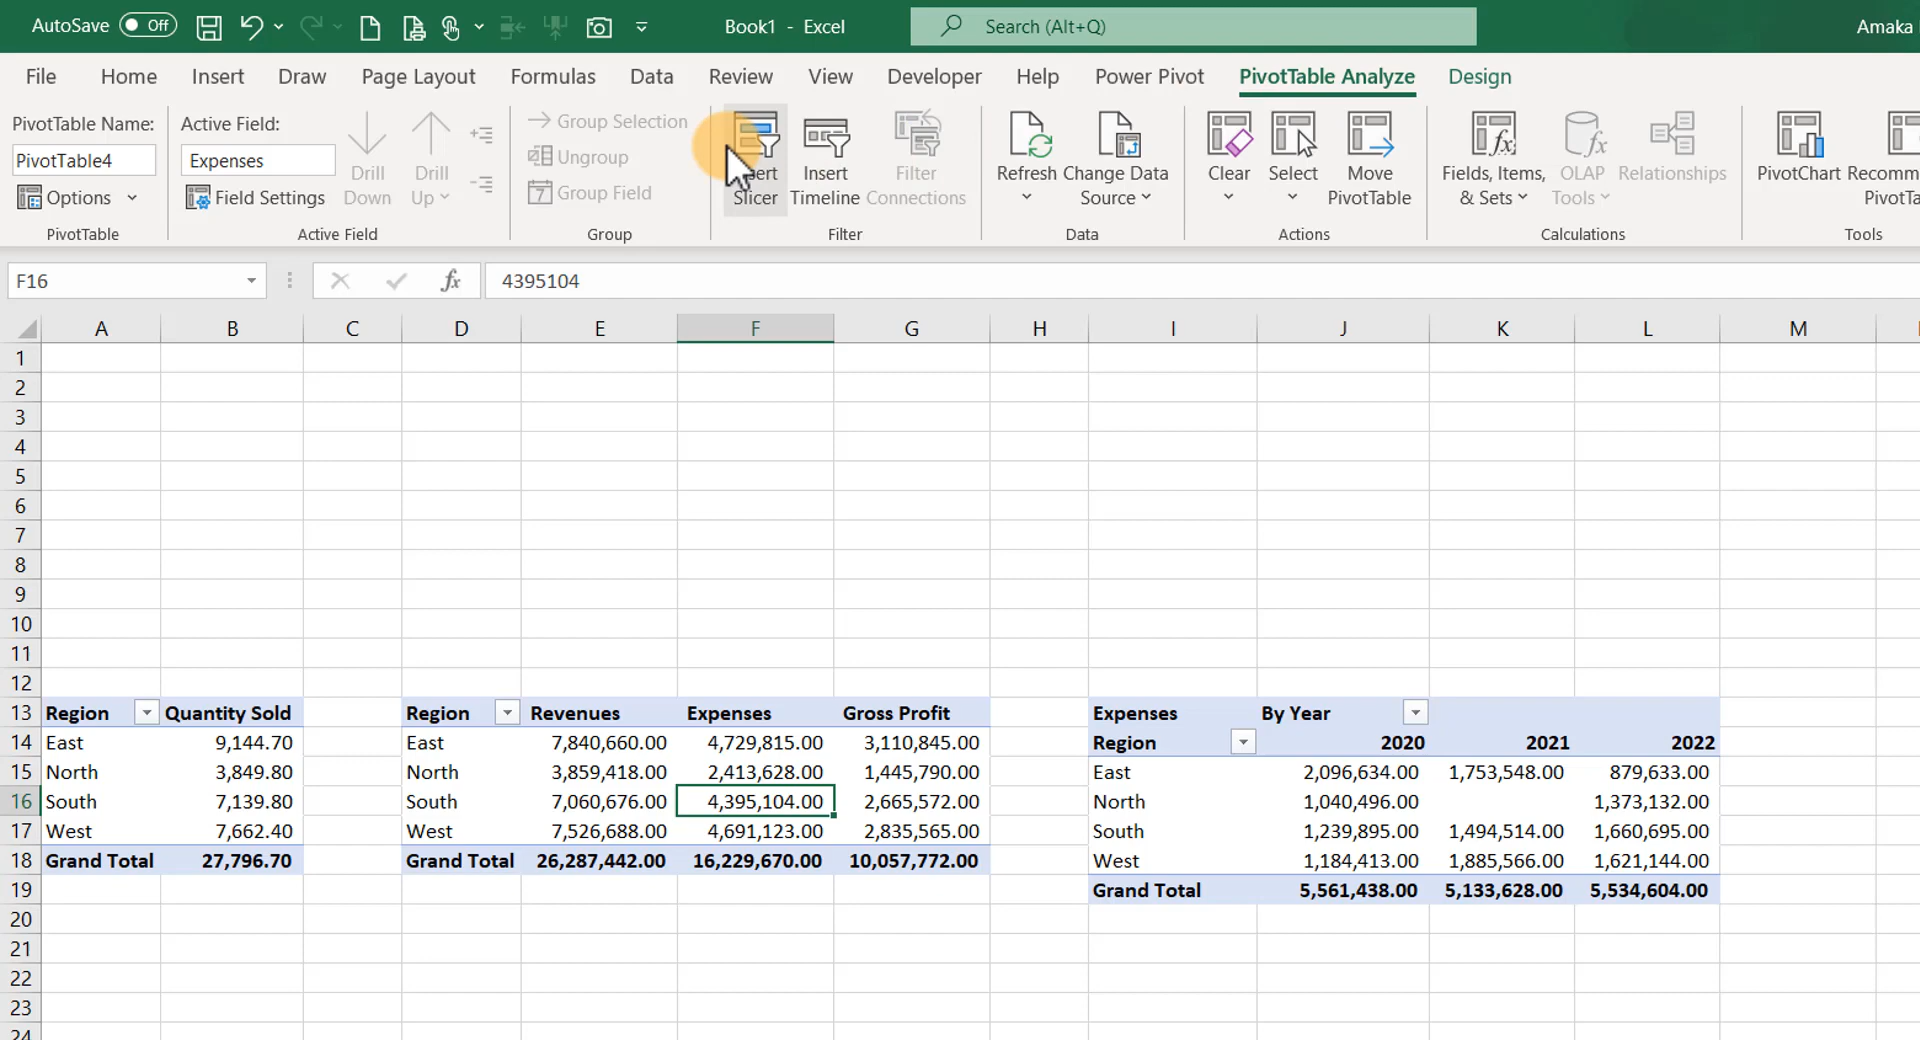 AutoSave Off Book1 - Excel Search (Alt+Q) Amaka
File Home Insert Draw Page Layout Formulas Data Review View Developer Help Power Pivot PivotTable Analyze Design
PivotTable Name:
PivotTable4
Options
PivotTable
Active Field:
Expenses
Field Settings
Drill Down
Drill Up
Active Field
Group Selection
Ungroup
Group Field
Group
Slicer
Insert Timeline
Filter Connections
Filter
Refresh
Change Data Source
Data
Clear
Select
Move PivotTable
Actions
Fields, Items, & Sets
OLAP Tools
Relationships
Calculations
PivotChart
Tools
F16 fx 4395104
A B C D E F G H I J K L M
1
2
3
4
5
6
7
8
9
10
11
12
13 Region Quantity Sold Region Revenues Expenses Gross Profit Expenses By Year
14 East 9,144.70 East 7,840,660.00 4,729,815.00 3,110,845.00 Region 2020 2021 2022
15 North 3,849.80 North 3,859,418.00 2,413,628.00 1,445,790.00 East 2,096,634.00 1,753,548.00 879,633.00
16 South 7,139.80 South 7,060,676.00 4,395,104.00 2,665,572.00 North 1,040,496.00 1,373,132.00
17 West 7,662.40 West 7,526,688.00 4,691,123.00 2,835,565.00 South 1,239,895.00 1,494,514.00 1,660,695.00
18 Grand Total 27,796.70 Grand Total 26,287,442.00 16,229,670.00 10,057,772.00 West 1,184,413.00 1,885,566.00 1,621,144.00
19 Grand Total 5,561,438.00 5,133,628.00 5,534,604.00
20
21
22
23
24